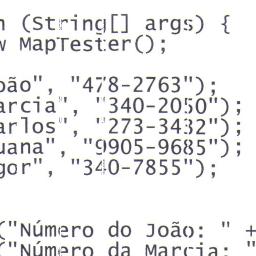 n (String[] args) {
w MapTester();
oão", "478-2763");
arcia", "340-2050");
arlos", "273-3432");
uana", "9905-9685");
gor", "340-7855");
("Número do João: " +
("Número da Marcia: "